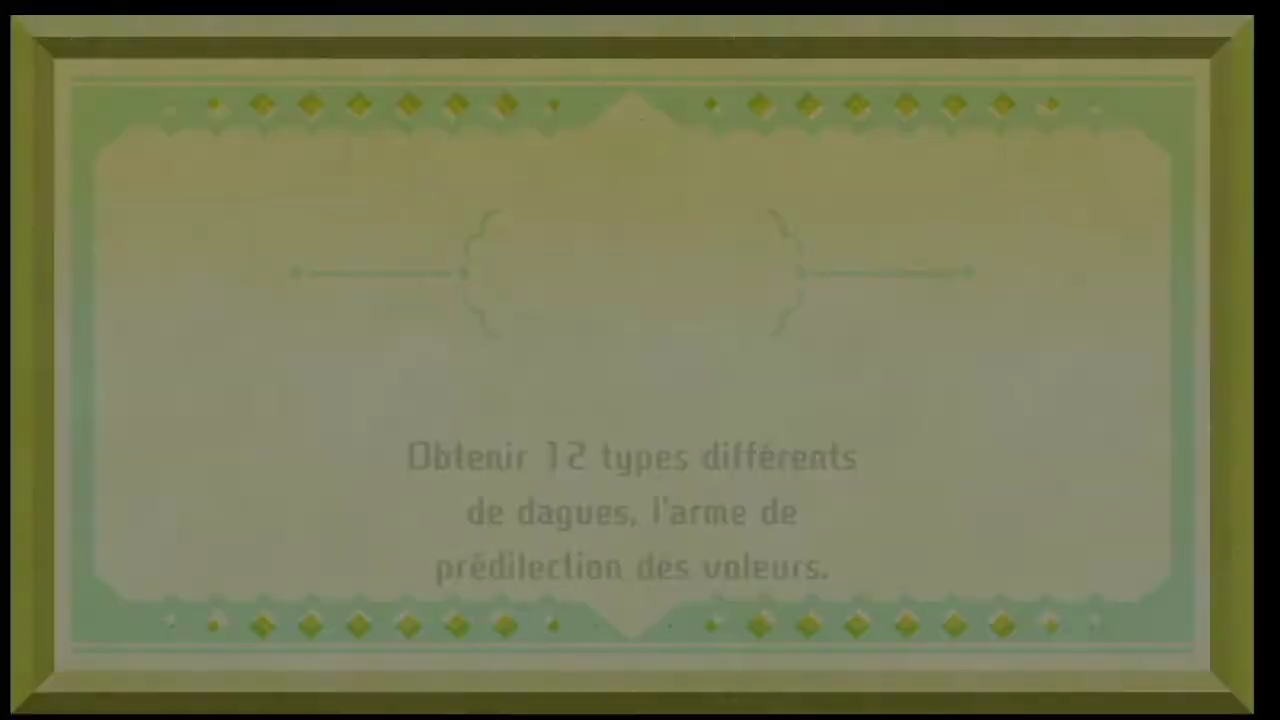 Obtenir 12 types différents
de dagues, l'arme de
prédilection des voleurs.